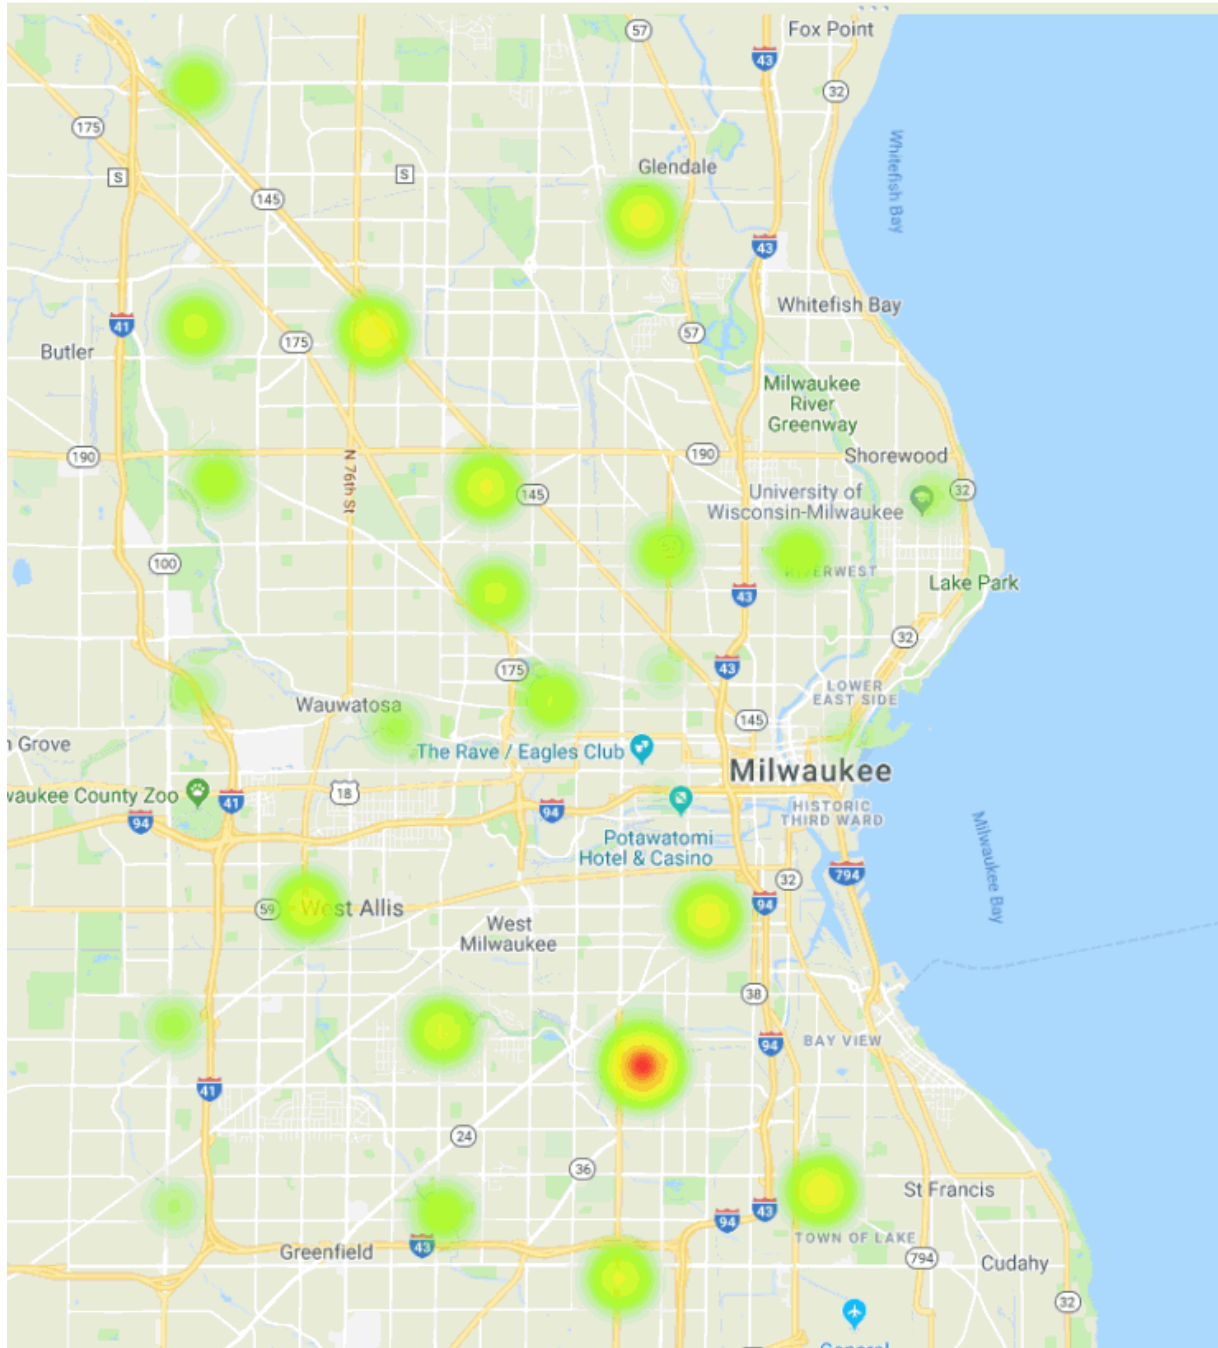 57
Fox Point
43
32
175
S
S
Glendale
145
Whitefish Bay
43
Whitefish Bay
41
175
57
Butler
Milwaukee
River
Greenway
190
190
Shorewood
N 76th St
145
University of
Wisconsin-Milwaukee
32
100
RIVERWEST
Lake Park
43
32
175
43
LOWER
EAST SIDE
Wauwatosa
145
n Grove
The Rave / Eagles Club
Milwaukee
waukee County Zoo
41
18
94
94
HISTORIC
THIRD WARD
Potawatomi
Hotel & Casino
Milwaukee Bay
794
32
59
West Allis
94
West
Milwaukee
38
94
BAY VIEW
41
24
36
St Francis
94
43
TOWN OF LAKE
Greenfield
43
794
Cudahy
32
General